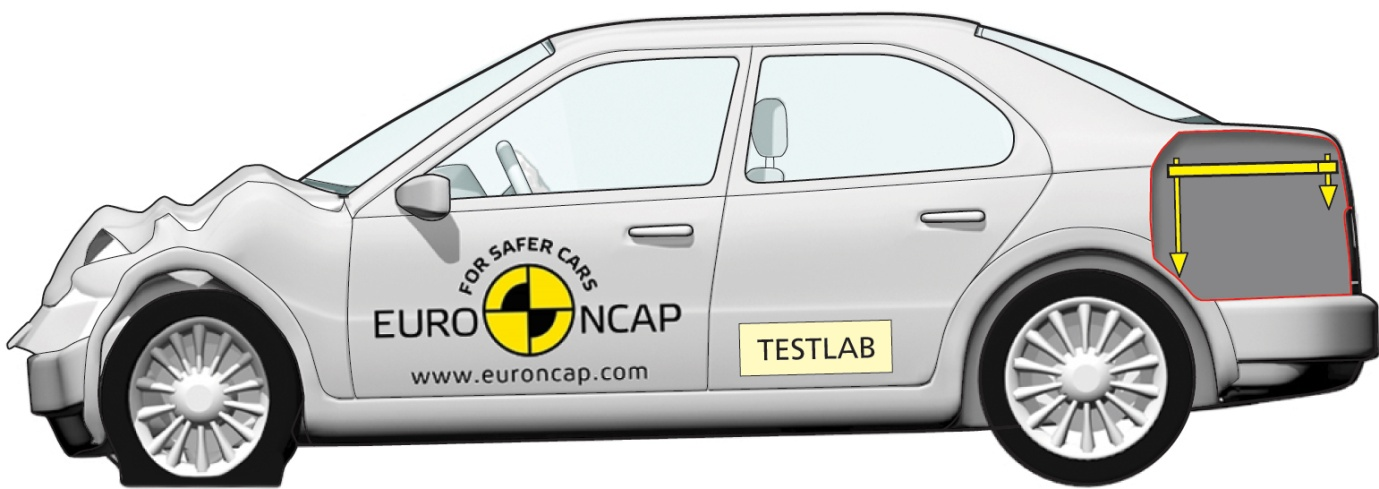 FOR SAFER CARS
EURO NCAP
www.euroncap.com
TESTLAB